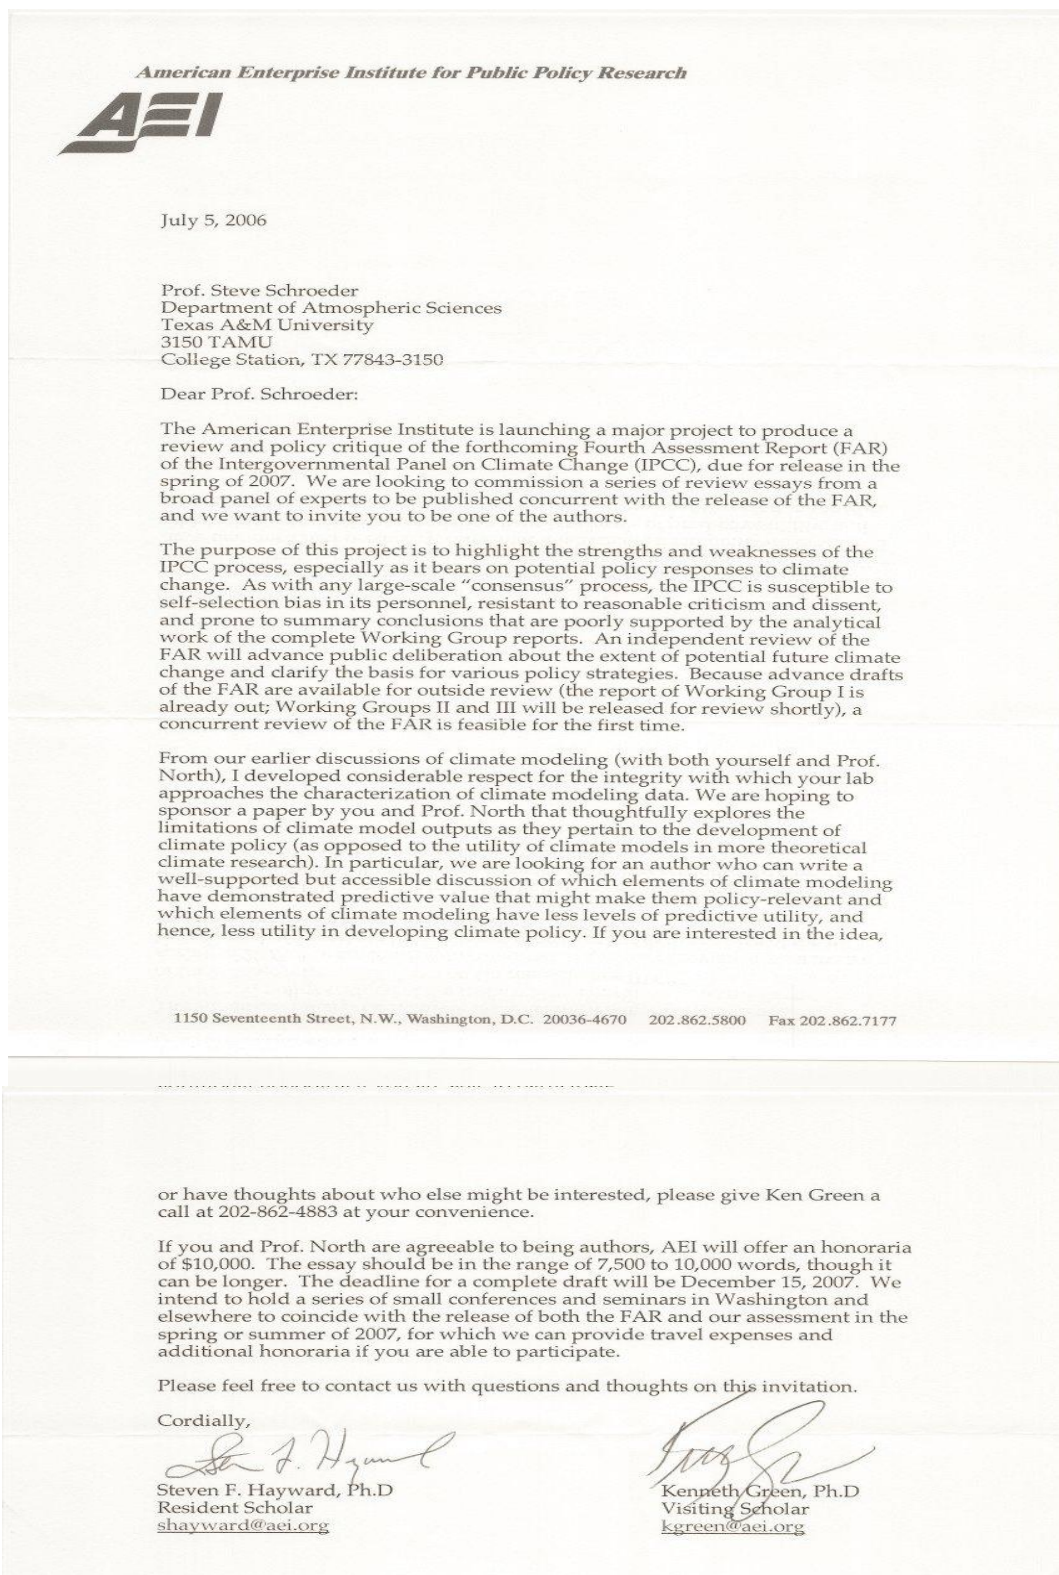 American Enterprise Institute for Public Policy Research
AEI
July 5, 2006
Prof. Steve Schroeder
Department of Atmospheric Sciences
Texas A&M University
3150 TAMU
College Station, TX 77843-3150
Dear Prof. Schroeder:
The American Enterprise Institute is launching a major project to produce a
review and policy critique of the forthcoming Fourth Assessment Report (FAR)
of the Intergovernmental Panel on Climate Change (IPCC), due for release in the
spring of 2007. We are looking to commission a series of review essays from a
broad panel of experts to be published concurrent with the release of the FAR,
and we want to invite you to be one of the authors.
The purpose of this project is to highlight the strengths and weaknesses of the
IPCC process, especially as it bears on potential policy responses to climate
change. As with any large-scale “consensus” process, the IPCC is susceptible to
self-selection bias in its personnel, resistant to reasonable criticism and dissent,
and prone to summary conclusions that are poorly supported by the analytical
work of the complete Working Group reports. An independent review of the
FAR will advance public deliberation about the extent of potential future climate
change and clarify the basis for various policy strategies. Because advance drafts
of the FAR are available for outside review (the report of Working Group I is
already out; Working Groups II and III will be released for review shortly), a
concurrent review of the FAR is feasible for the first time.
From our earlier discussions of climate modeling (with both yourself and Prof.
North), I developed considerable respect for the integrity with which your lab
approaches the characterization of climate modeling data. We are hoping to
sponsor a paper by you and Prof. North that thoughtfully explores the
limitations of climate model outputs as they pertain to the development of
climate policy (as opposed to the utility of climate models in more theoretical
climate research). In particular, we are looking for an author who can write a
well-supported but accessible discussion of which elements of climate modeling
have demonstrated predictive value that might make them policy-relevant and
which elements of climate modeling have less levels of predictive utility, and
hence, less utility in developing climate policy. If you are interested in the idea,
1150 Seventeenth Street, N.W., Washington, D.C. 20036-4670 202.862.5800 Fax 202.862.7177
or have thoughts about who else might be interested, please give Ken Green a
call at 202-862-4883 at your convenience.
If you and Prof. North are agreeable to being authors, AEI will offer an honoraria
of $10,000. The essay should be in the range of 7,500 to 10,000 words, though it
can be longer. The deadline for a complete draft will be December 15, 2007. We
intend to hold a series of small conferences and seminars in Washington and
elsewhere to coincide with the release of both the FAR and our assessment in the
spring or summer of 2007, for which we can provide travel expenses and
additional honoraria if you are able to participate.
Please feel free to contact us with questions and thoughts on this invitation.
Cordially,
Steven F. Hayward, Ph.D Kenneth Green, Ph.D
Resident Scholar Visiting Scholar
shayward@aei.org kgreen@aei.org